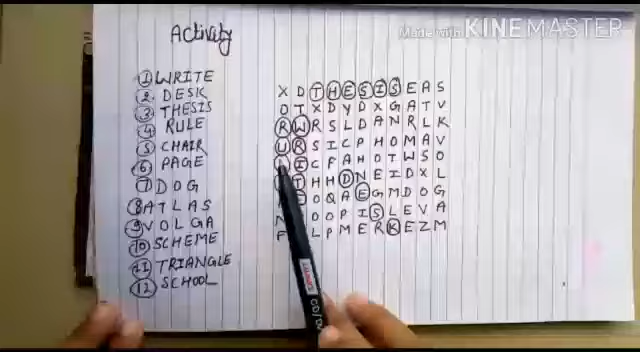 Made with KINEMASTER
Activity
1 WRITE
2 DESK
3 THESIS
4 RULE
5 CHAIR
6 PAGE
7 DOG
8 ATLAS
9 VOLGA
10 SCHEME
11 TRIANGLE
12 SCHOOL
X D T H E S I S E A S
O T X D Y D X G A T V
R W R S L D A N R L K
U R S I C P H O M A V
I C F A H O I W S O
T H H D N E I D X L
O Q A E G M D O G
N O O P I S L E V A
F L P M E R K E Z M